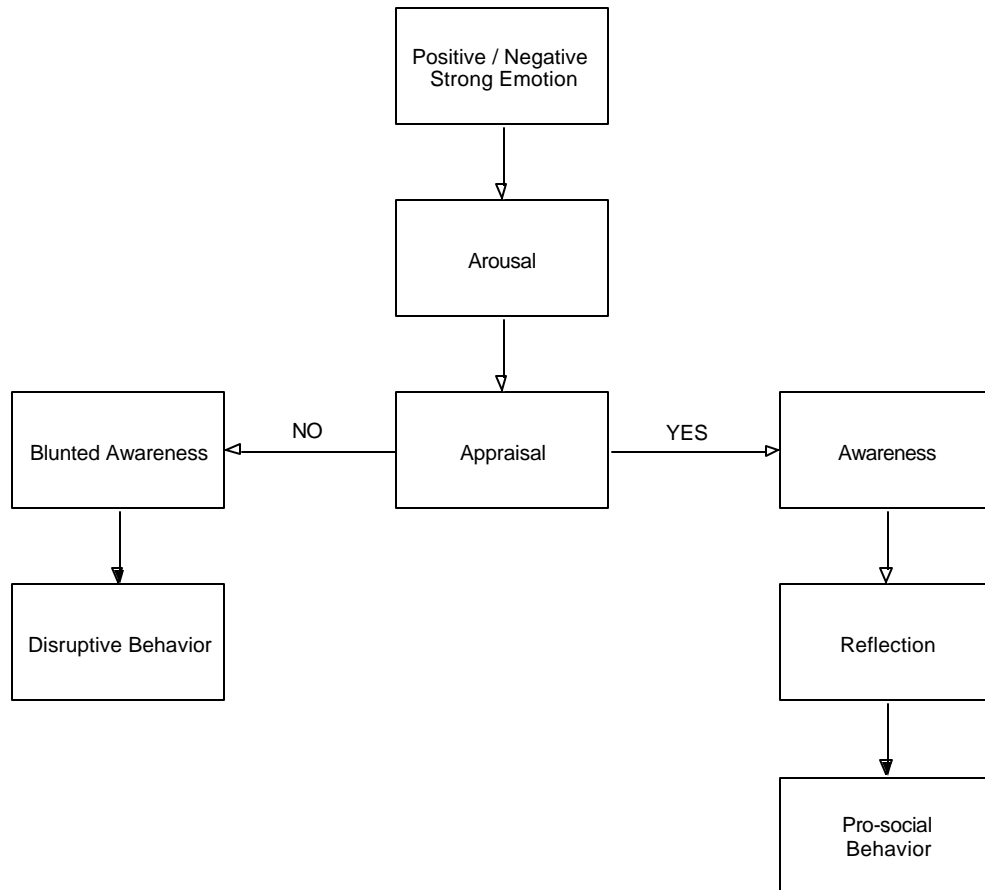 Positive / Negative
Strong Emotion
Arousal
NO
YES
Blunted Awareness
Appraisal
Awareness
Disruptive Behavior
Reflection
Pro-social
Behavior